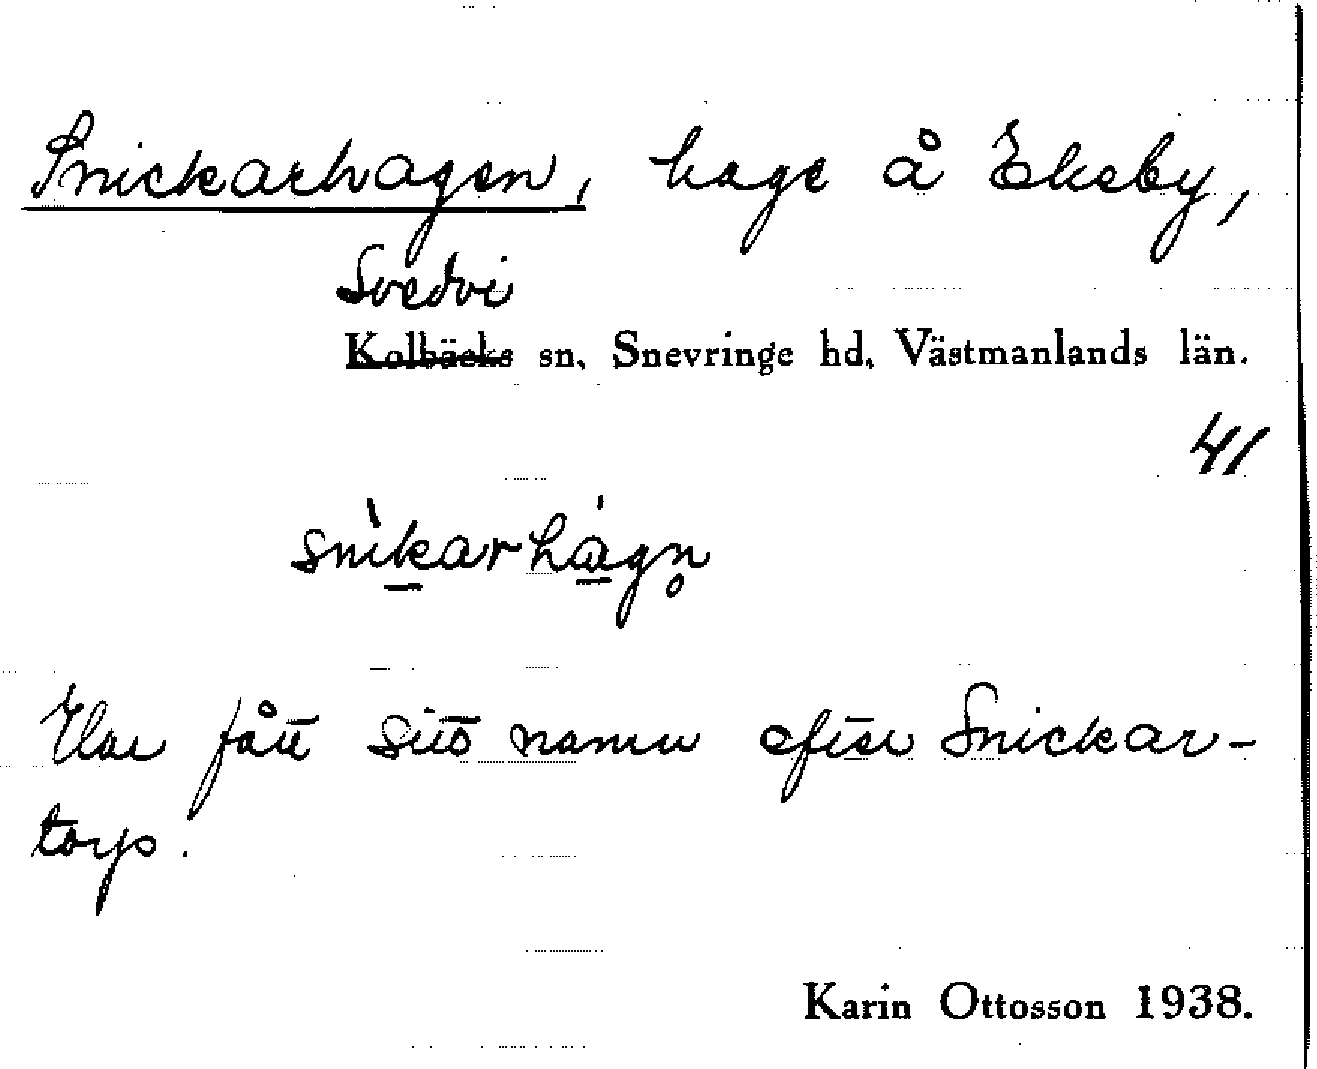 Snickarhagen, hage å Ekeby,
Svedvi
Kolbäcks sn, Snevringe hd, Västmanlands län.
41
snìkarhágn̥
Har fått sitt namn efter Snickar-
torp.
Karin Ottosson 1938.